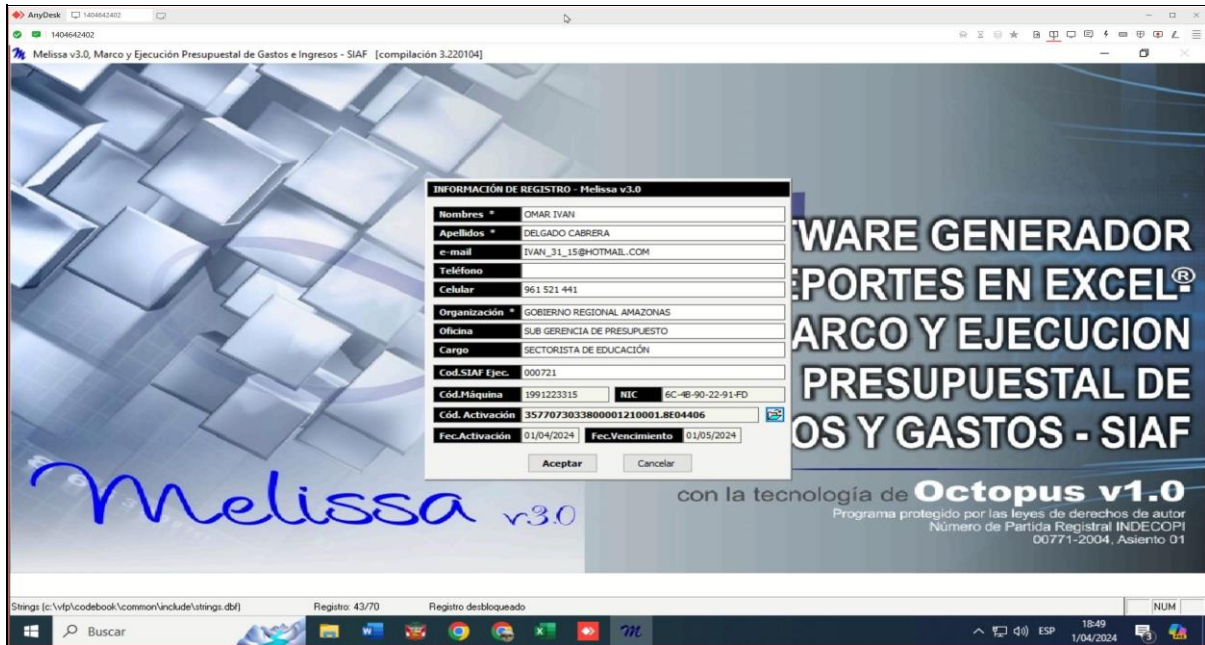 AnyDesk 1404642402
1404642402
Melissa v3.0, Marco y Ejecución Presupuestal de Gastos e Ingresos - SIAF [compilación 3.220104]
INFORMACIÓN DE REGISTRO - Melissa v3.0
Nombres * OMAR IVAN
Apellidos * DELGADO CABRERA
e-mail IVAN_31_15@HOTMAIL.COM
Teléfono
Celular 961 521 441
Organización * GOBIERNO REGIONAL AMAZONAS
Oficina SUB GERENCIA DE PRESUPUESTO
Cargo SECTORISTA DE EDUCACIÓN
Cod.SIAF Ejec. 000721
Cód.Máquina 1991223315 NIC 6C-4B-90-22-91-FD
Cód. Activación 3577073033800001210001.8E04406
Fec.Activación 01/04/2024 Fec.Vencimiento 01/05/2024
Aceptar Cancelar
WARE GENERADOR
EPORTES EN EXCEL®
ARCO Y EJECUCION
PRESUPUESTAL DE
OS Y GASTOS - SIAF
Melissa v3.0
con la tecnología de Octopus v1.0
Programa protegido por las leyes de derechos de autor
Número de Partida Registral INDECOPI
00771-2004, Asiento 01
Strings (c:\vfp\codebook\common\include\strings.dbf) Registro: 43/70 Registro desbloqueado NUM
Buscar ESP 18:49
1/04/2024